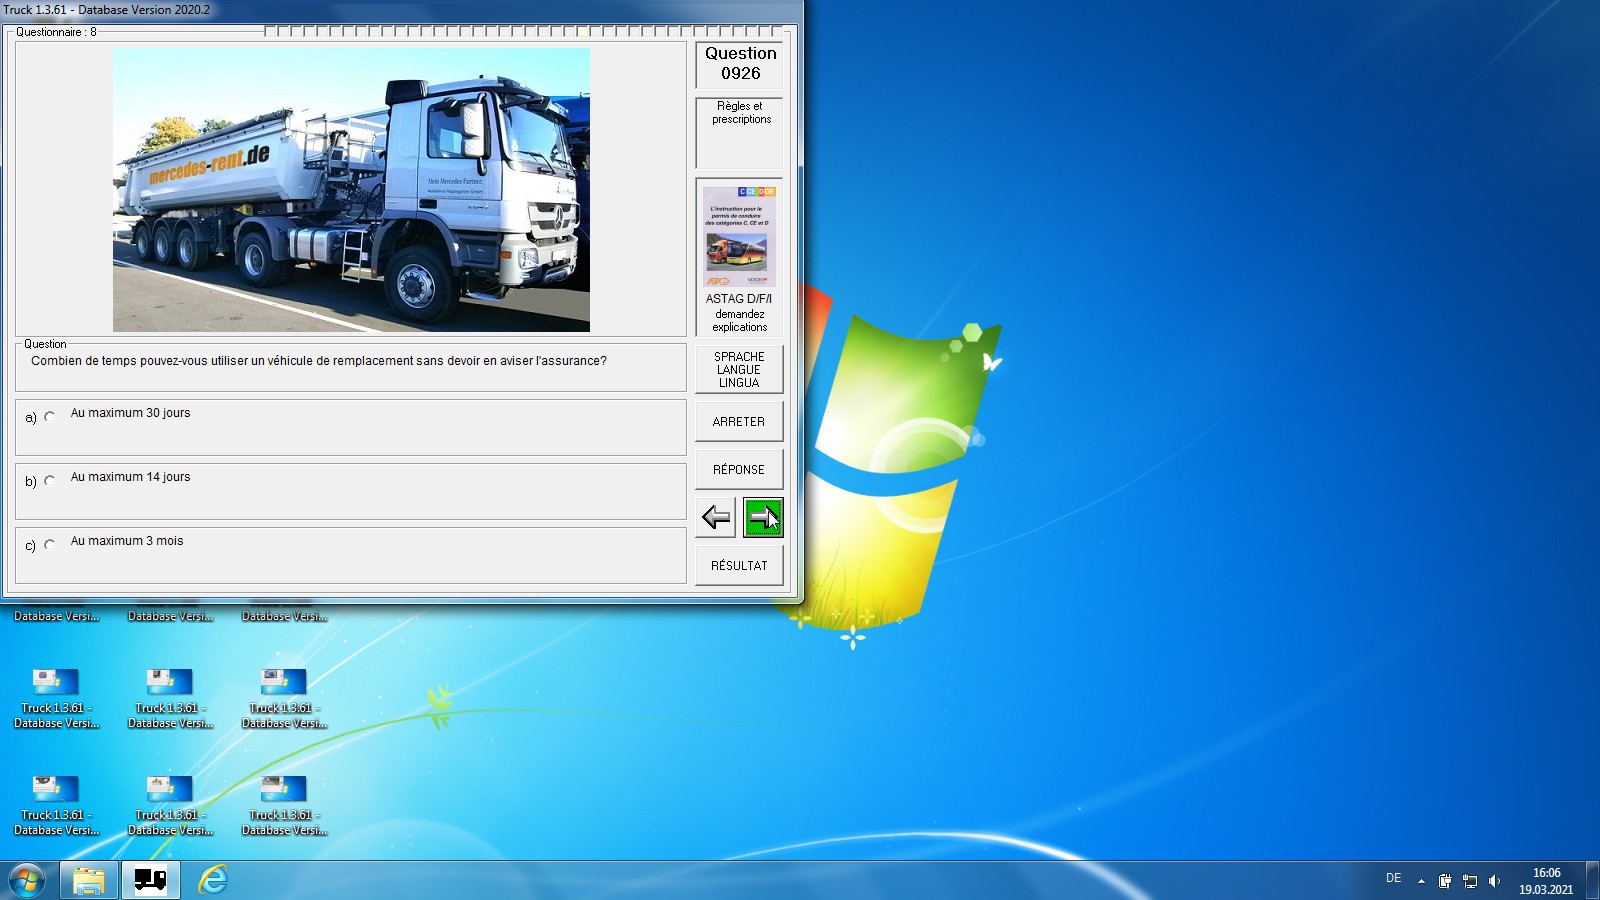 Truck 1.3.61 - Database Version 2020.2
Questionnaire : 8
mercedes-rent.de
Mein Mercedes-Partner.
Question
0926
Règles et
prescriptions
C CE D DE
L'instruction pour le
permis de conduire
des catégories C, CE et D
ASTAG D/F/I
demandez
explications
Question
Combien de temps pouvez-vous utiliser un véhicule de remplacement sans devoir en aviser l'assurance?
a) Au maximum 30 jours
b) Au maximum 14 jours
c) Au maximum 3 mois
SPRACHE
LANGUE
LINGUA
ARRETER
RÉPONSE
RÉSULTAT
Database Versi... Database Versi... Database Versi...
Truck 1.3.61 - Truck 1.3.61 - Truck 1.3.61 -
Database Versi... Database Versi... Database Versi...
Truck 1.3.61 - Truck 1.3.61 - Truck 1.3.61 -
Database Versi... Database Versi... Database Versi...
DE
16:06
19.03.2021